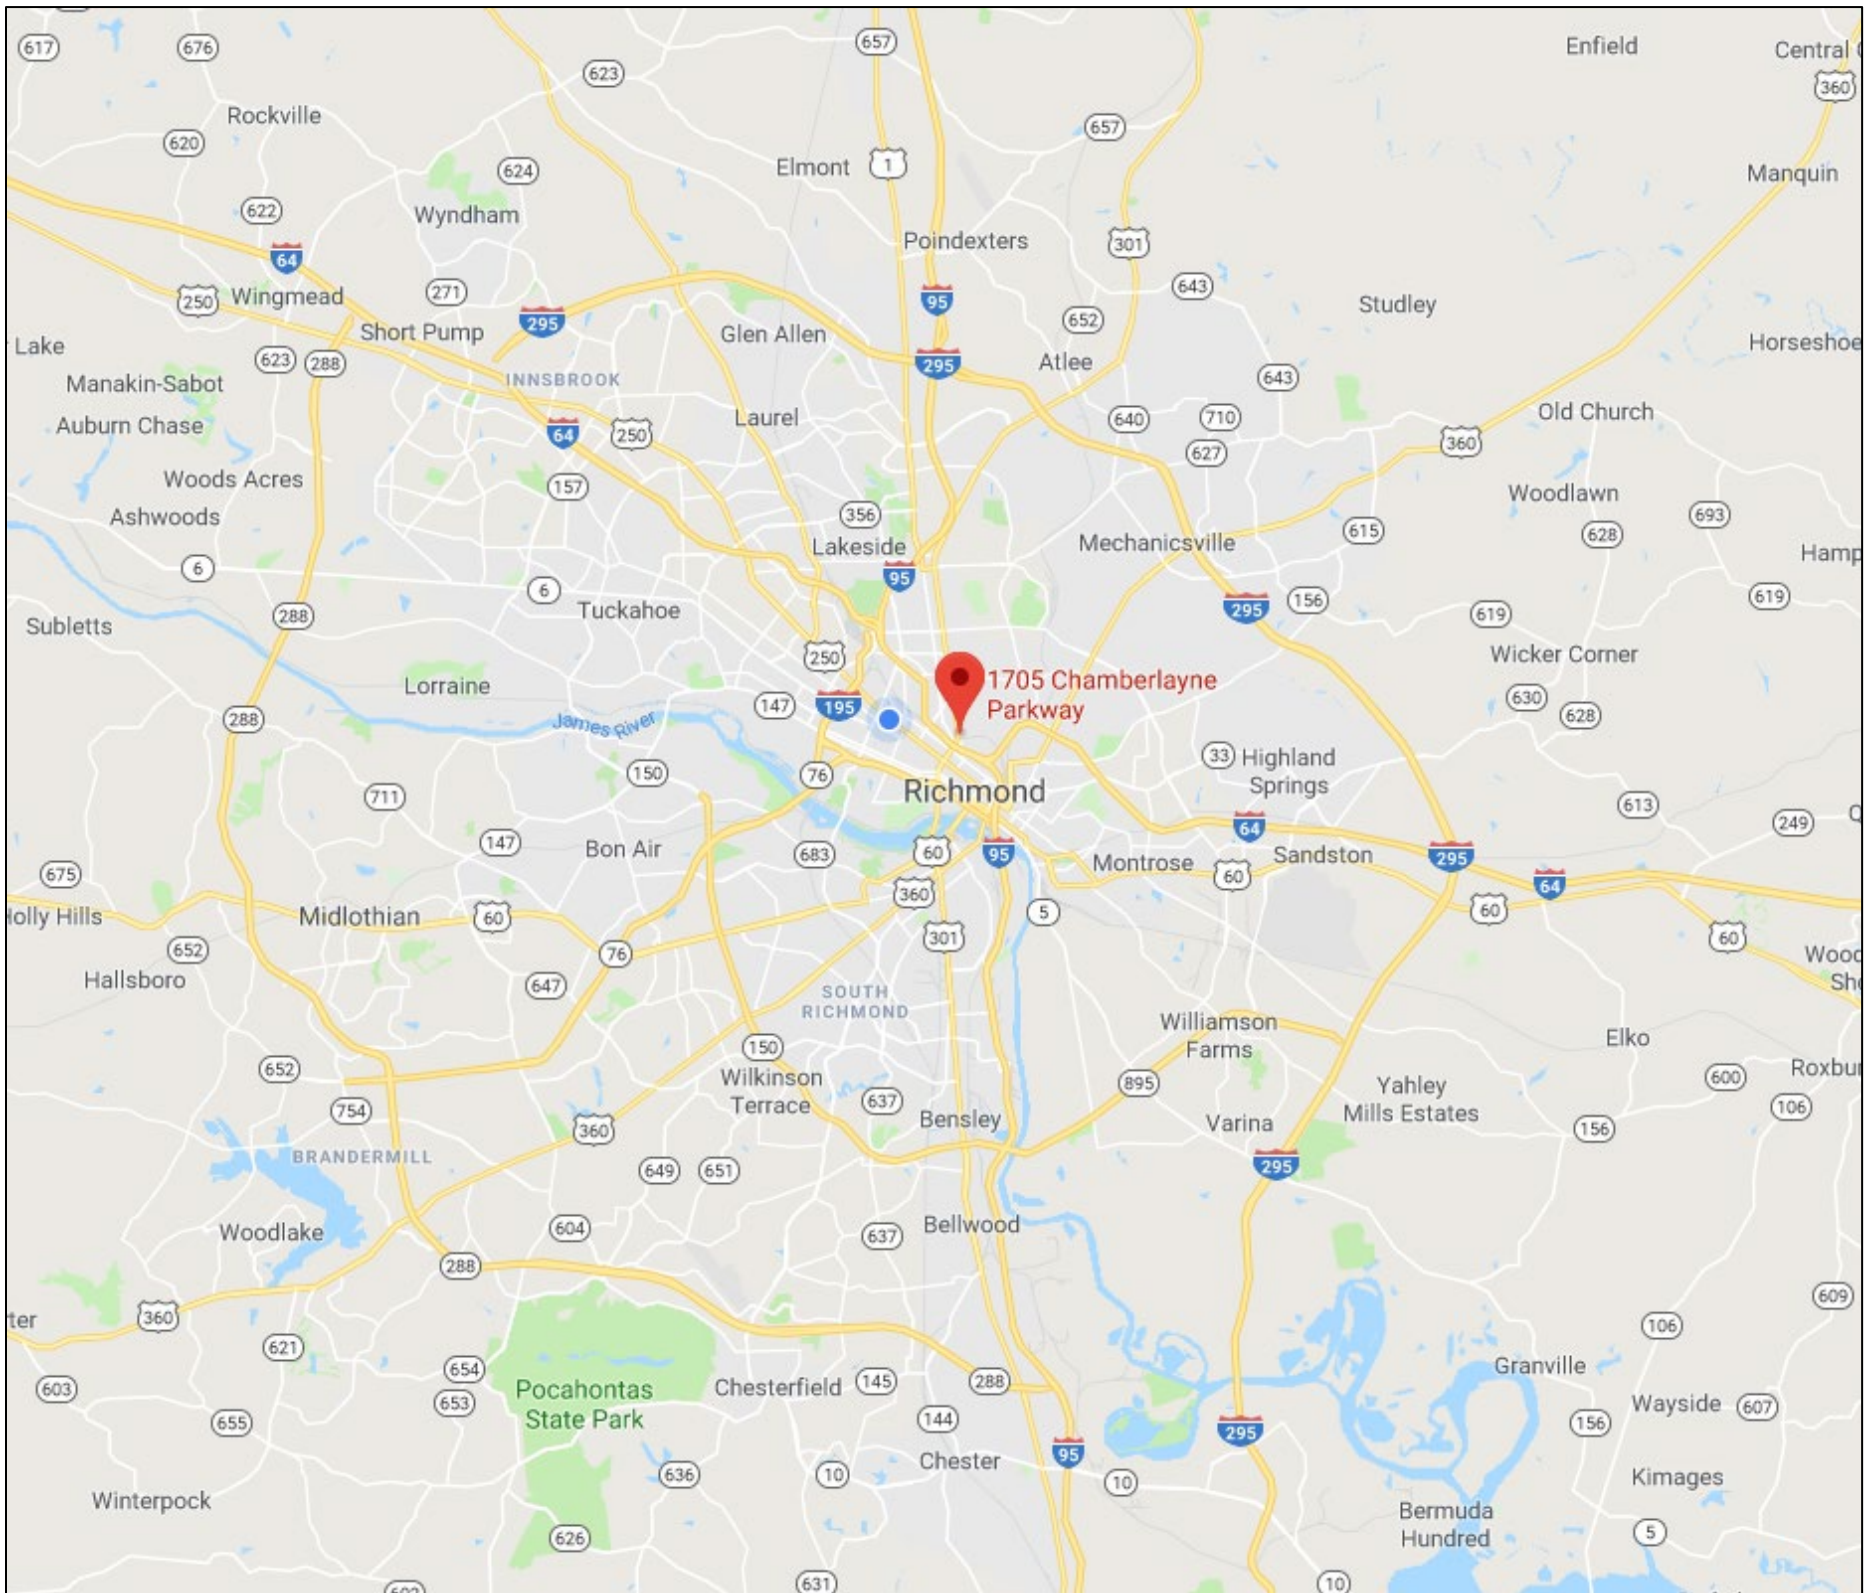 617
676
657
Enfield
Central
360
623
Rockville
620
657
Elmont
1
624
Manquin
622
Wyndham
Poindexters
301
64
250
Wingmead
271
643
95
Studley
295
652
Short Pump
Glen Allen
Lake
623
288
295
Atlee
Horseshoe
Manakin-Sabot
INNSBROOK
643
Auburn Chase
Laurel
640
710
Old Church
64
250
360
627
Woods Acres
157
Woodlawn
Ashwoods
356
693
615
628
Lakeside
Mechanicsville
Hamp
6
95
6
Tuckahoe
295
156
619
619
288
Subletts
250
Wicker Corner
Lorraine
1705 Chamberlayne
Parkway
630
147
195
628
288
James River
33
Highland
Springs
150
76
Richmond
711
613
249
147
Bon Air
683
60
95
64
Montrose
Sandston
295
675
60
64
360
Holly Hills
Midlothian
60
5
60
60
652
76
301
Hallsboro
647
SOUTH
RICHMOND
Williamson
Farms
Elko
150
652
Wilkinson
Terrace
895
Yahley
Mills Estates
600
Roxbur
754
637
106
Bensley
Varina
156
360
BRANDERMILL
649
651
295
Woodlake
604
637
Bellwood
288
609
360
ter
106
621
654
Granville
603
Pocahontas
State Park
Chesterfield
145
288
653
Wayside
607
655
144
156
295
95
Chester
636
10
10
Kimages
Winterpock
Bermuda
Hundred
626
5
631
10